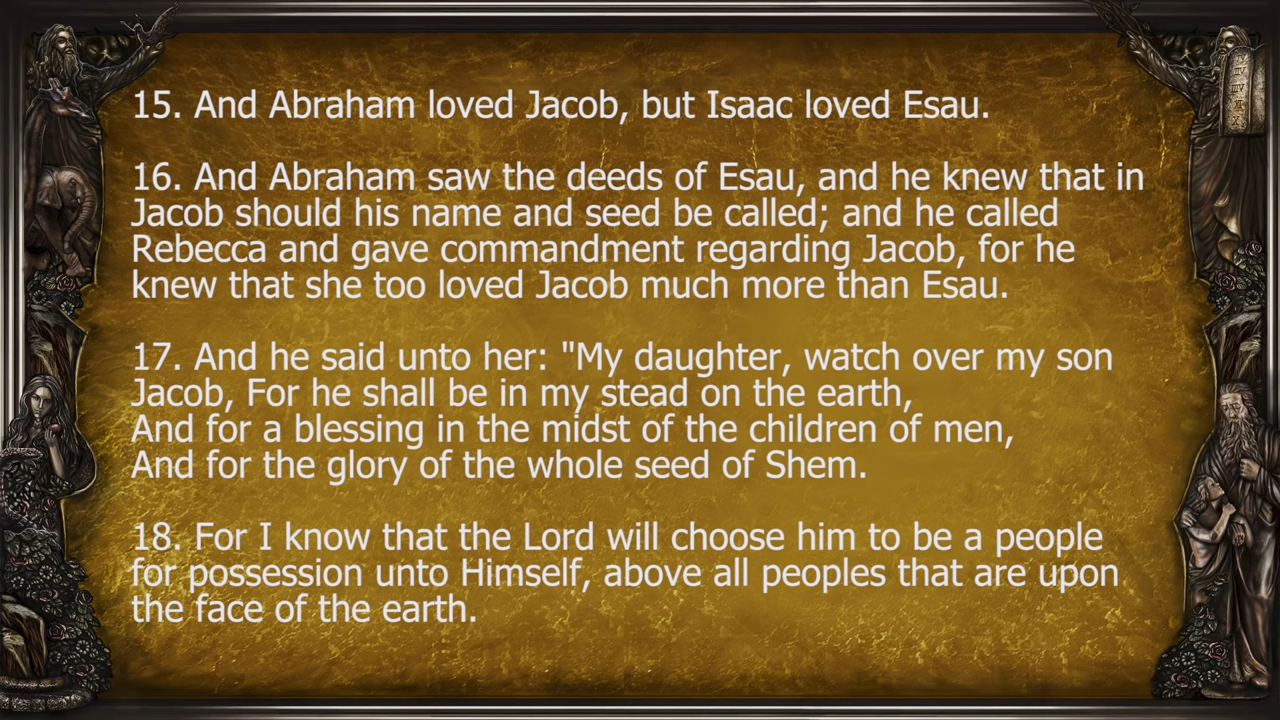 15. And Abraham loved Jacob, but Isaac loved Esau.
16. And Abraham saw the deeds of Esau, and he knew that in
Jacob should his name and seed be called; and he called
Rebecca and gave commandment regarding Jacob, for he
knew that she too loved Jacob much more than Esau.
17. And he said unto her: "My daughter, watch over my son
Jacob, For he shall be in my stead on the earth,
And for a blessing in the midst of the children of men,
And for the glory of the whole seed of Shem.
18. For I know that the Lord will choose him to be a people
for possession unto Himself, above all peoples that are upon
the face of the earth.